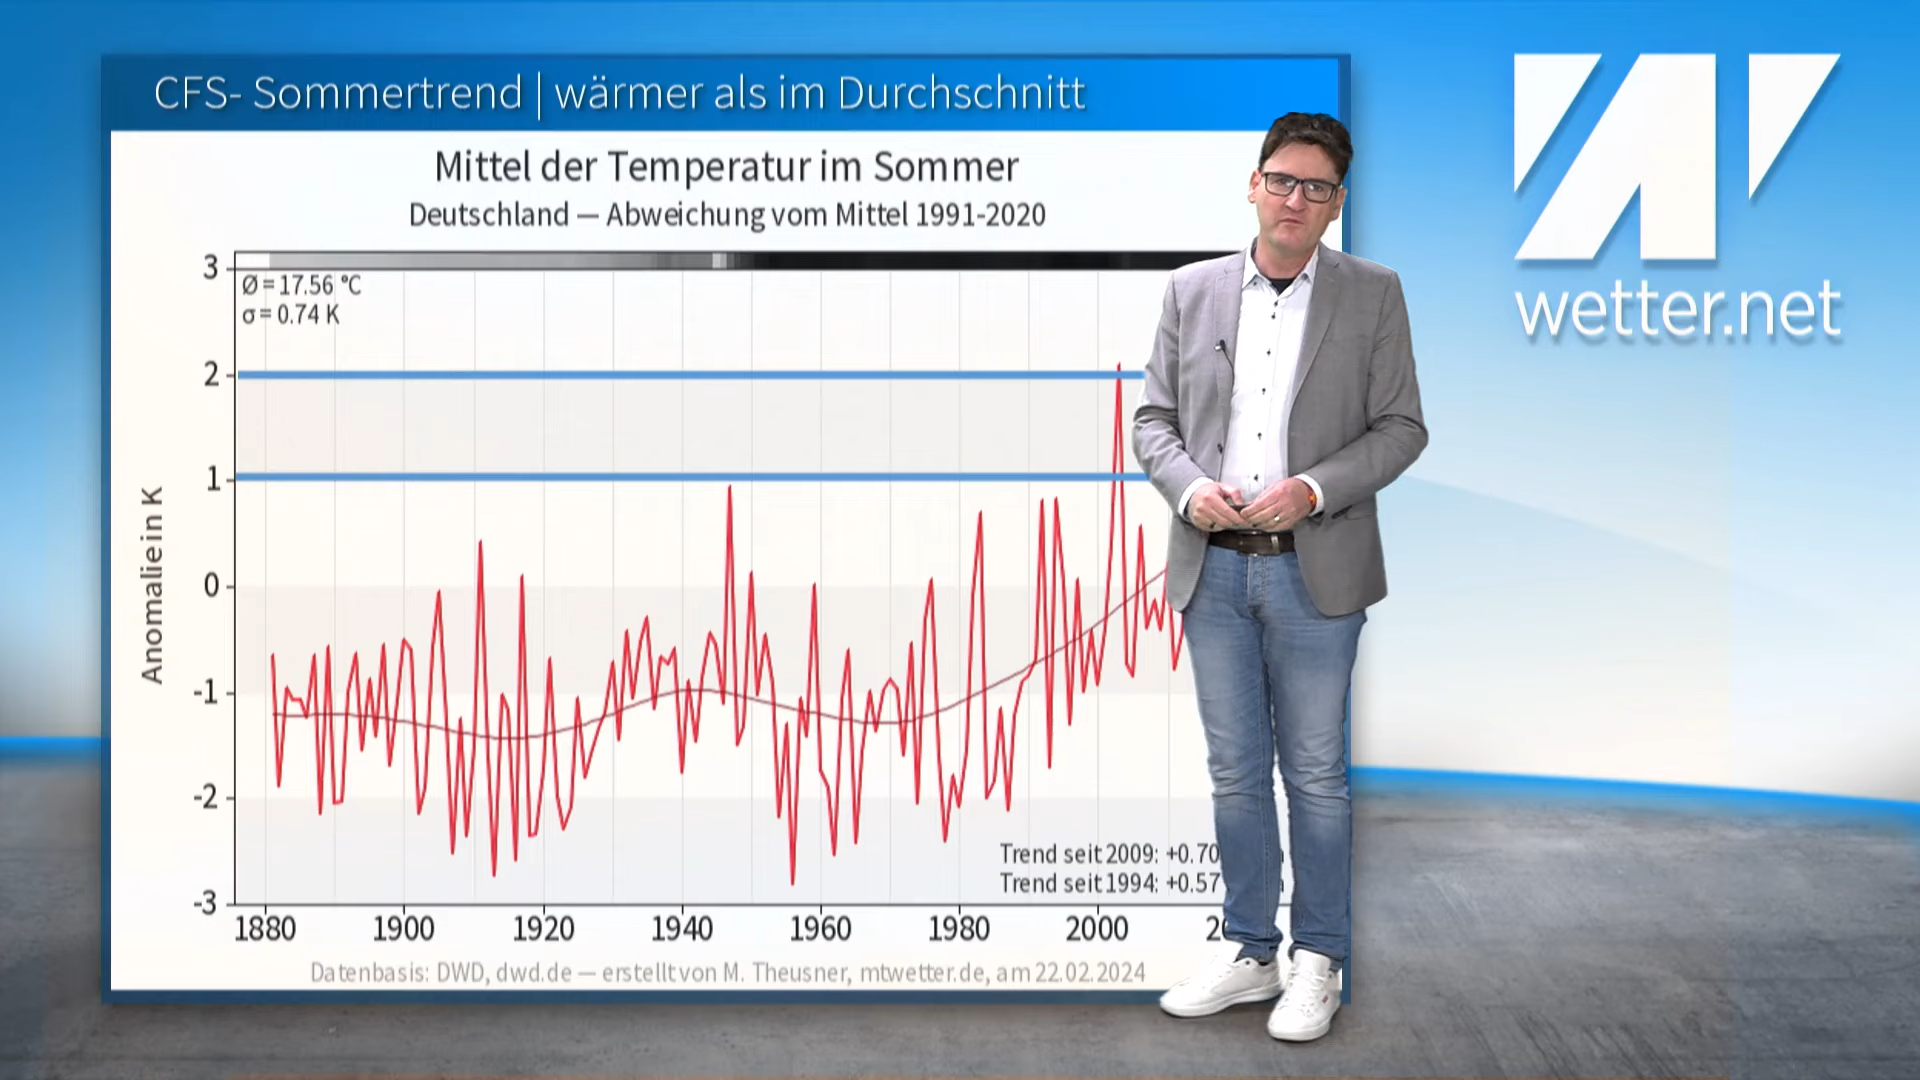 CFS- Sommertrend | wärmer als im Durchschnitt
Mittel der Temperatur im Sommer
Deutschland — Abweichung vom Mittel 1991-2020
Ø = 17.56 °C
σ = 0.74 K
3
2
1
0
-1
-2
-3
Anomalie in K
Trend seit 2009: +0.70
Trend seit 1994: +0.57
1880 1900 1920 1940 1960 1980 2000
Datenbasis: DWD, dwd.de — erstellt von M. Theusner, mtwetter.de, am 22.02.2024
wetter.net